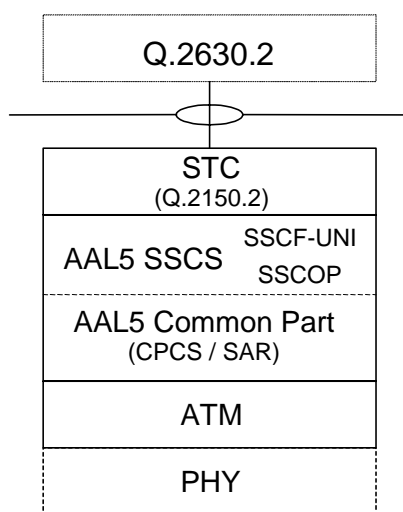 Q.2630.2
STC
(Q.2150.2)
AAL5 SSCS
SSCF-UNI
SSCOP
AAL5 Common Part
(CPCS / SAR)
ATM
PHY